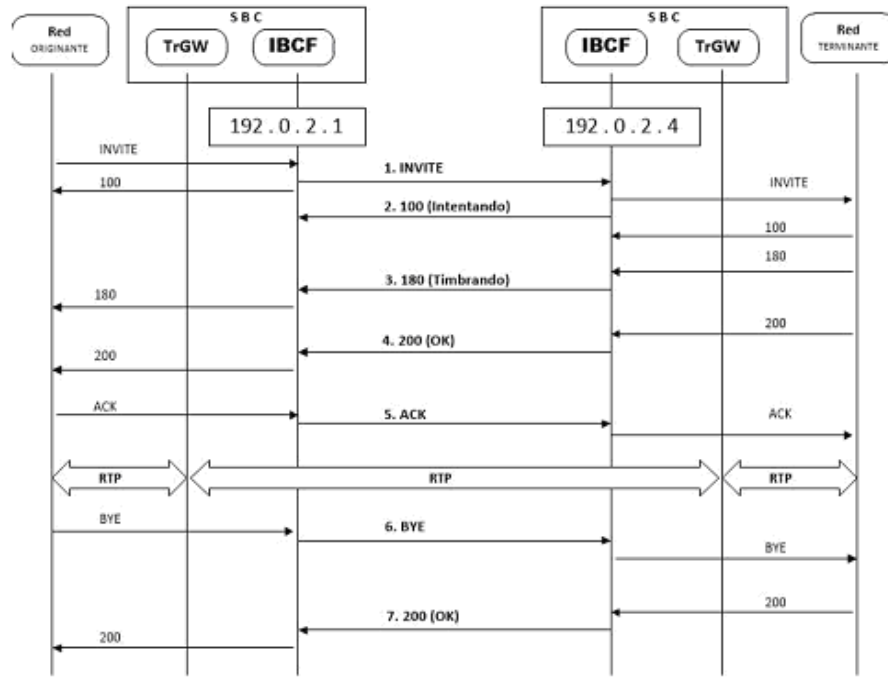 S B C
S B C
Red
ORIGINANTE
TrGW
IBCF
IBCF
TrGW
Red
TERMINANTE
192.0.2.1
192.0.2.4
INVITE
1. INVITE
100
INVITE
2. 100 (Intentando)
100
180
3. 180 (Timbrando)
180
200
4. 200 (OK)
200
ACK
5. ACK
ACK
RTP
RTP
RTP
BYE
6. BYE
BYE
200
7. 200 (OK)
200